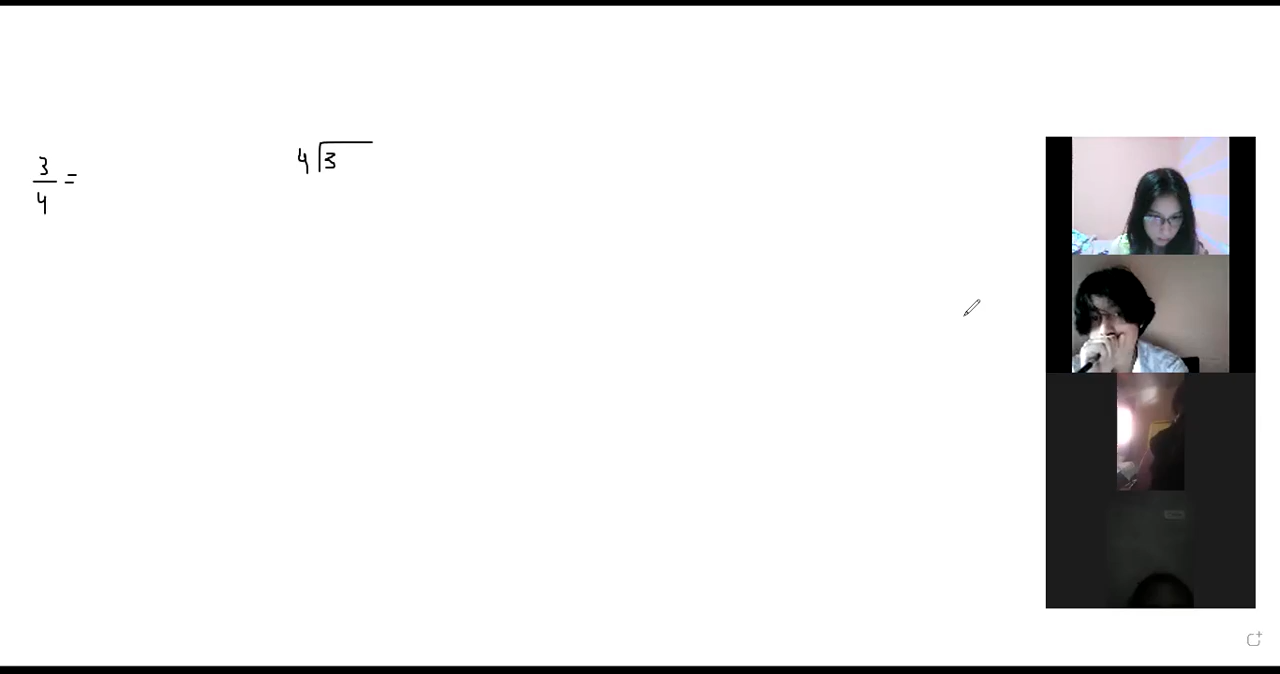 3/4 =
4 ⟌ 3